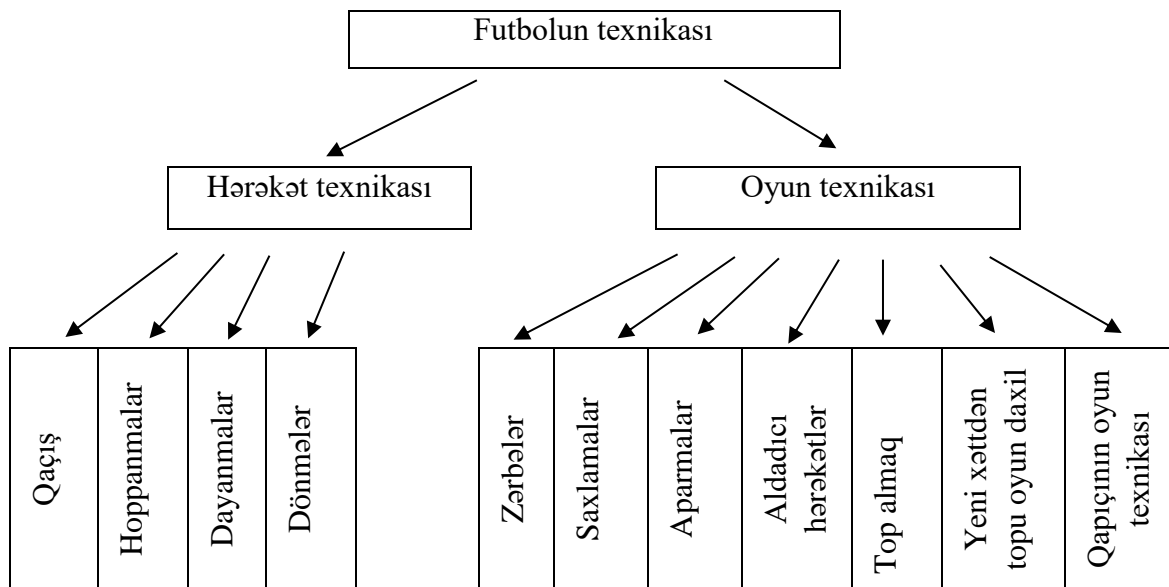 Futbolun texnikası
Hərəkət texnikası
Oyun texnikası
Qaçış
Hoppanmalar
Dayanmalar
Dönmələr
Zərbələr
Saxlamalar
Aparmalar
Aldadıcı
hərəkətlər
Top almaq
Yeni xəttdən
topu oyun daxil
Qapıçının oyun
texnikası